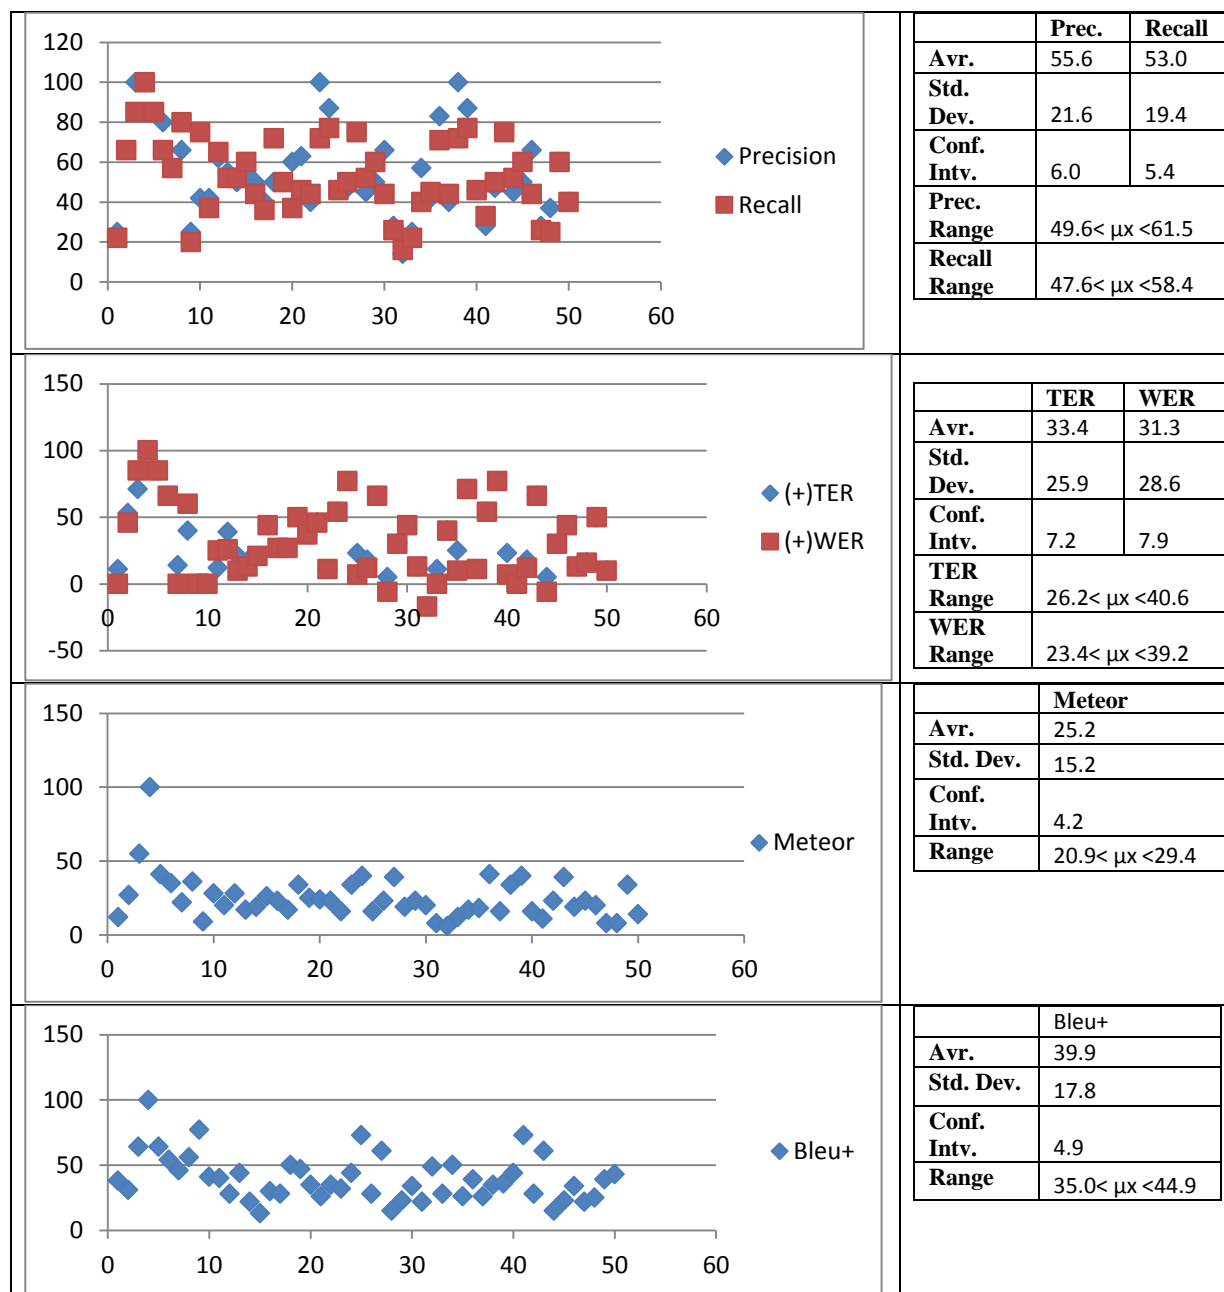 120
100
80
60
40
20
0
0 10 20 30 40 50 60
Precision
Recall
Prec. Recall
Avr. 55.6 53.0
Std.
Dev. 21.6 19.4
Conf.
Intv. 6.0 5.4
Prec.
Range 49.6< µx <61.5
Recall
Range 47.6< µx <58.4
150
100
50
0
-50
0 10 20 30 40 50 60
(+)TER
(+)WER
TER WER
Avr. 33.4 31.3
Std.
Dev. 25.9 28.6
Conf.
Intv. 7.2 7.9
TER
Range 26.2< µx <40.6
WER
Range 23.4< µx <39.2
150
100
50
0
0 10 20 30 40 50 60
Meteor
Meteor
Avr. 25.2
Std. Dev. 15.2
Conf.
Intv. 4.2
Range 20.9< µx <29.4
150
100
50
0
0 10 20 30 40 50 60
Bleu+
Bleu+
Avr. 39.9
Std. Dev. 17.8
Conf.
Intv. 4.9
Range 35.0< µx <44.9